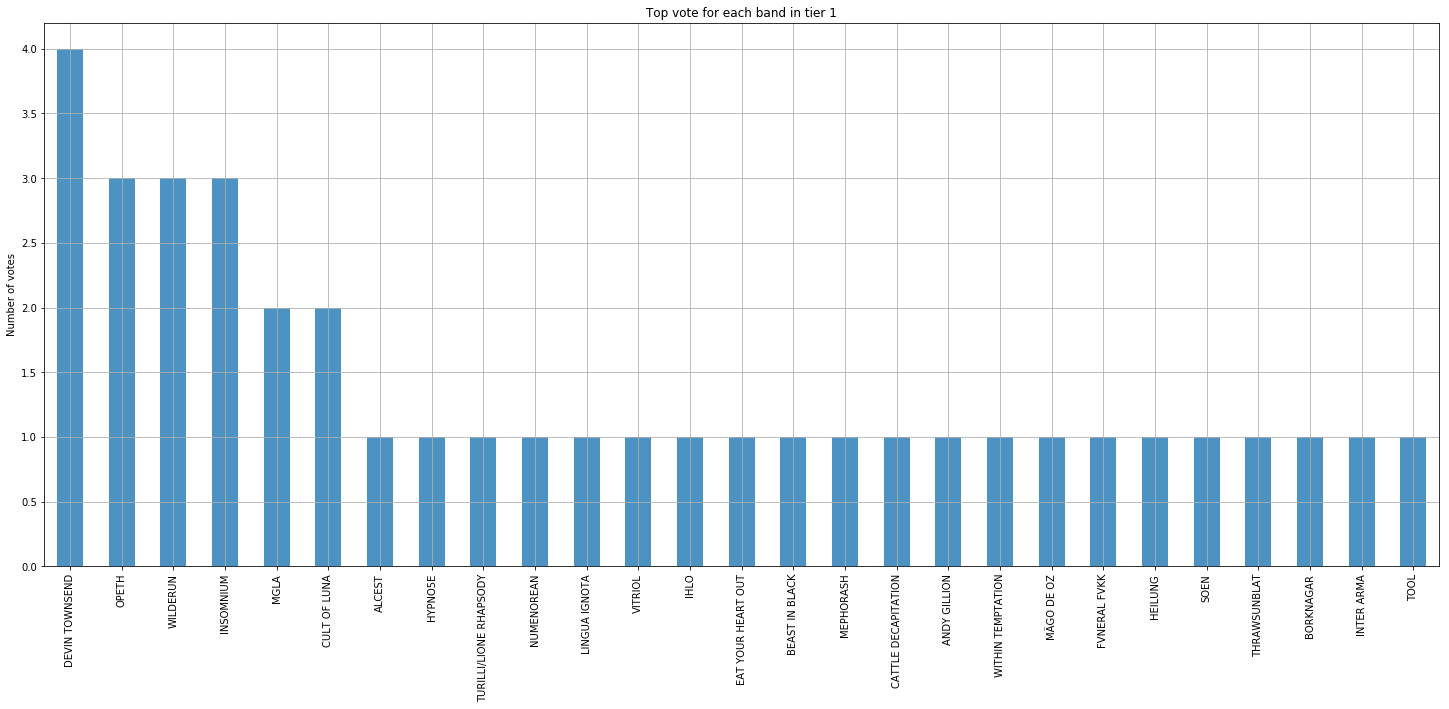 Top vote for each band in tier 1
Number of votes
4.0
3.5
3.0
2.5
2.0
1.5
1.0
0.5
0.0
DEVIN TOWNSEND
OPETH
WILDERUN
INSOMNIUM
MGLA
CULT OF LUNA
ALCEST
HYPNO5E
TURILLI/LIONE RHAPSODY
NUMENOREAN
LINGUA IGNOTA
VITRIOL
IHLO
EAT YOUR HEART OUT
BEAST IN BLACK
MEPHORASH
CATTLE DECAPITATION
ANDY GILLION
WITHIN TEMPTATION
MÄGO DE OZ
FVNERAL FVKK
HEILUNG
SOEN
THRAWSUNBLAT
BORKNAGAR
INTER ARMA
TOOL